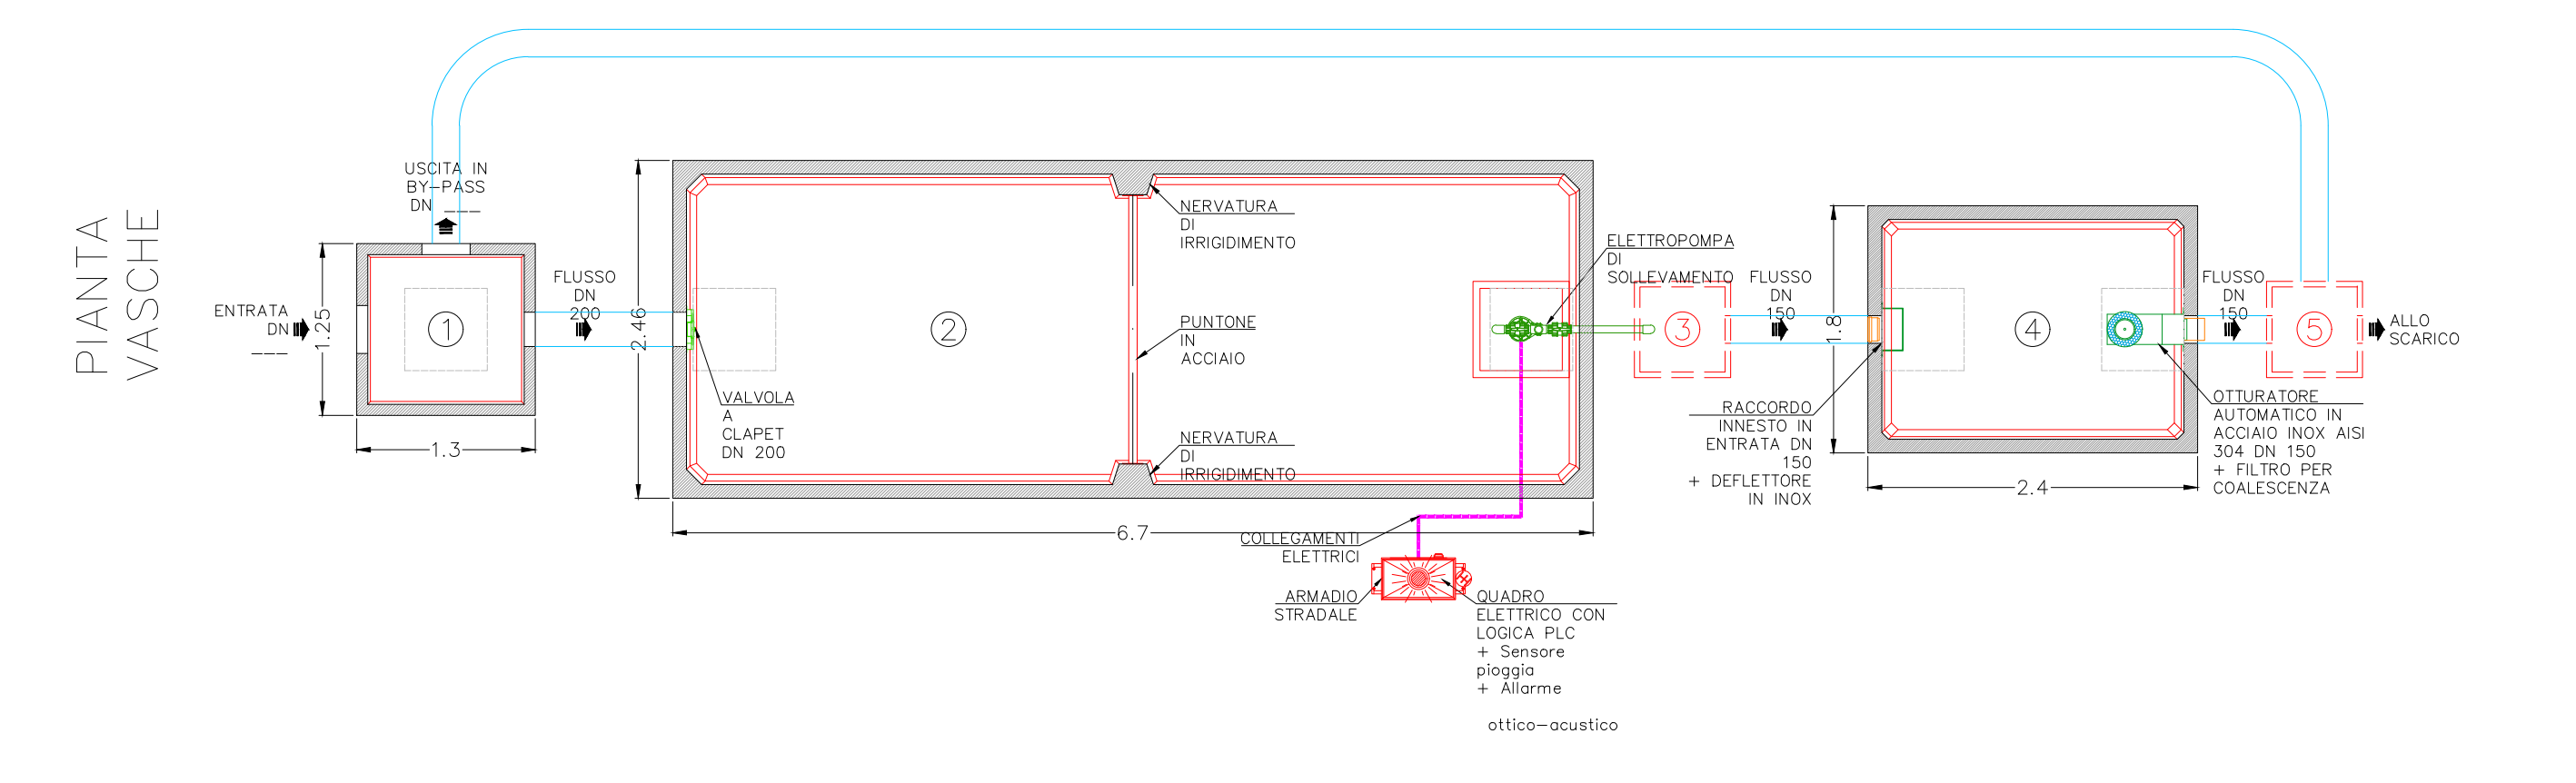 PIANTA
VASCHE
USCITA IN
BY-PASS
DN ___
ENTRATA
DN
___
1.25
1
1.3
FLUSSO
DN
200
2.46
2
VALVOLA
A
CLAPET
DN 200
NERVATURA
DI
IRRIGIDIMENTO
PUNTONE
IN
ACCIAIO
NERVATURA
DI
IRRIGIDIMENTO
6.7
ELETTROPOMPA
DI
SOLLEVAMENTO
COLLEGAMENTI
ELETTRICI
ARMADIO
STRADALE
QUADRO
ELETTRICO CON
LOGICA PLC
+ Sensore
pioggia
+ Allarme
ottico-acustico
3
FLUSSO
DN
150
1.8
RACCORDO
INNESTO IN
ENTRATA DN
150
+ DEFLETTORE
IN INOX
4
2.4
FLUSSO
DN
150
OTTURATORE
AUTOMATICO IN
ACCIAIO INOX AISI
304 DN 150
+ FILTRO PER
COALESCENZA
5
ALLO
SCARICO